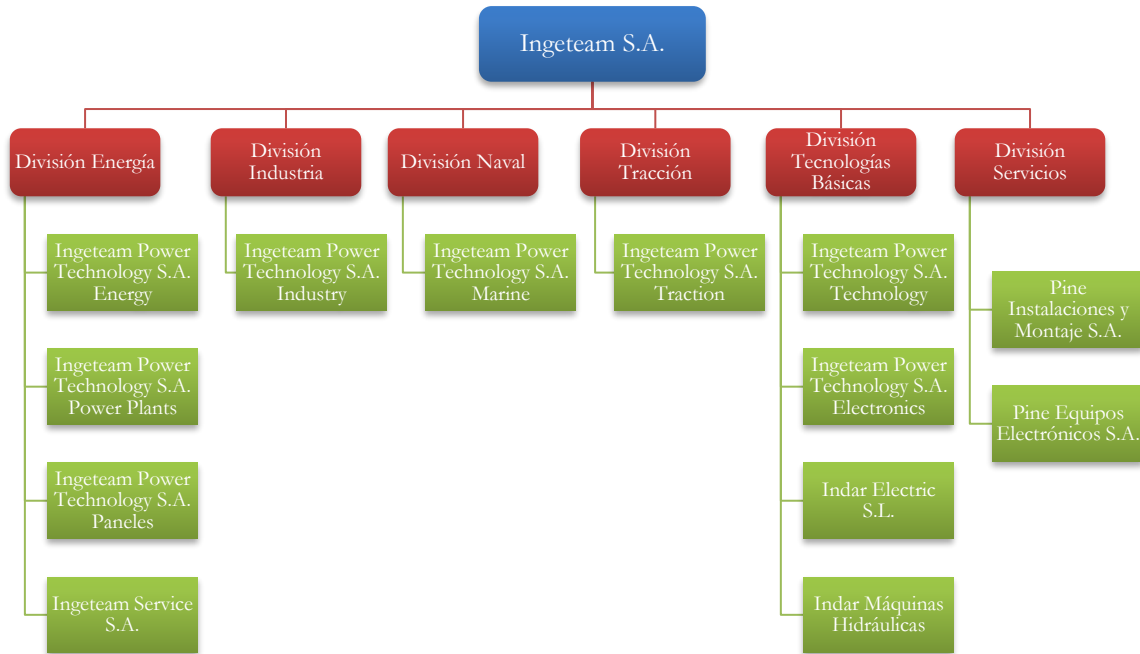 Ingeteam S.A.
División Energía
Ingeteam Power
Technology S.A.
Energy
Ingeteam Power
Technology S.A.
Power Plants
Ingeteam Power
Technology S.A.
Paneles
Ingeteam Service
S.A.
División
Industria
Ingeteam Power
Technology S.A.
Industry
División Naval
Ingeteam Power
Technology S.A.
Marine
División
Tracción
Ingeteam Power
Technology S.A.
Traction
División
Tecnologías
Básicas
Ingeteam Power
Technology S.A.
Technology
Ingeteam Power
Technology S.A.
Electronics
Indar Electric
S.L.
Indar Máquinas
Hidráulicas
División
Servicios
Pine
Instalaciones y
Montaje S.A.
Pine Equipos
Electrónicos S.A.